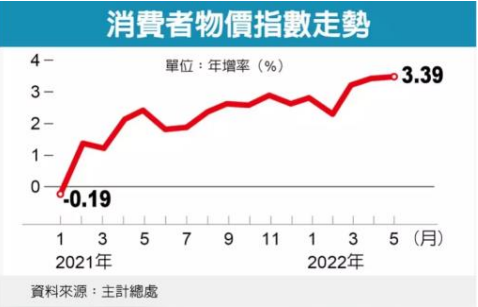 消費者物價指數走勢
單位：年增率（%）
4
3
2
1
0
3.39
-0.19
1 3 5 7 9 11 1 3 5（月）
2021年 2022年
資料來源：主計總處